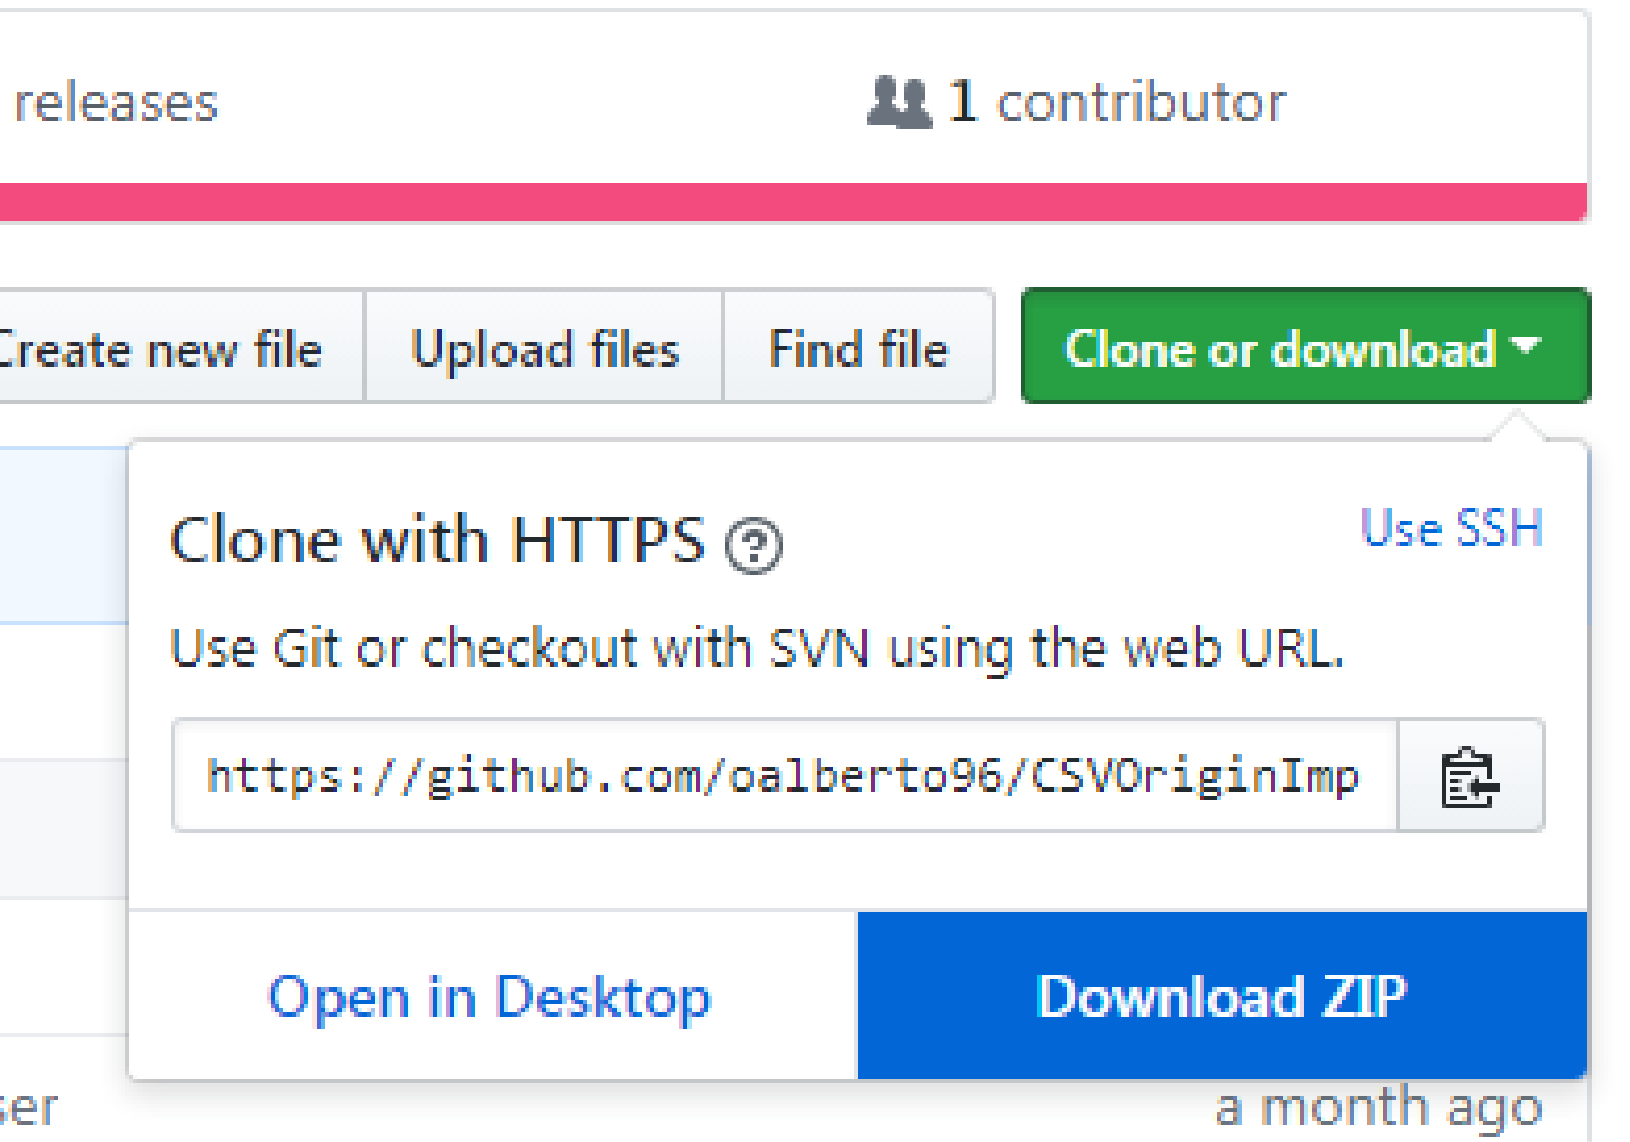 releases
1 contributor
Create new file
Upload files
Find file
Clone or download
Clone with HTTPS
Use SSH
Use Git or checkout with SVN using the web URL.
https://github.com/oalberto96/CSVOriginImp
Open in Desktop
Download ZIP
ser
a month ago